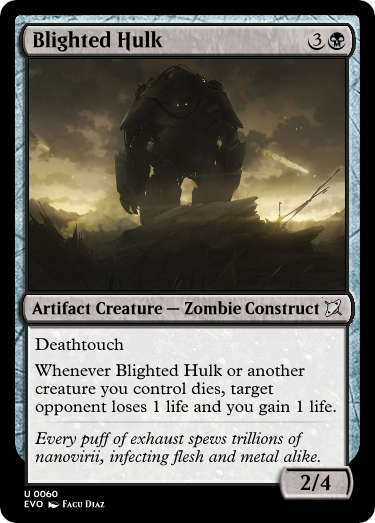 Blighted Hulk 3
Artifact Creature — Zombie Construct
Deathtouch
Whenever Blighted Hulk or another
creature you control dies, target
opponent loses 1 life and you gain 1 life.
Every puff of exhaust spews trillions of
nanovirii, infecting flesh and metal alike.
2/4
U 0060
EVO Facu Diaz